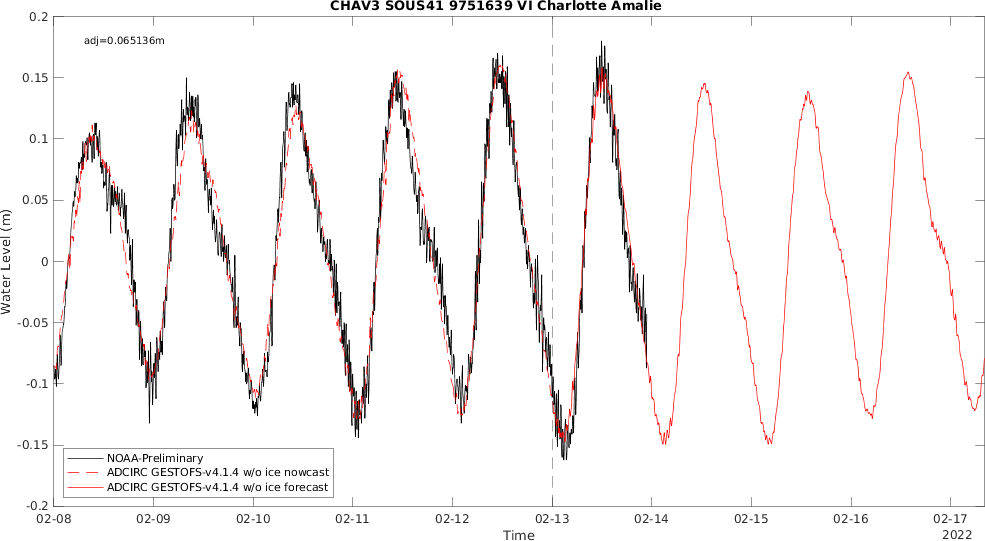 CHAV3 SOUS41 9751639 VI Charlotte Amalie
adj=0.065136m
0.2
0.15
0.1
0.05
0
-0.05
-0.1
-0.15
-0.2
Water Level (m)
NOAA-Preliminary
ADCIRC GESTOFS-v4.1.4 w/o ice nowcast
ADCIRC GESTOFS-v4.1.4 w/o ice forecast
02-08 02-09 02-10 02-11 02-12 02-13 02-14 02-15 02-16 02-17
Time
2022